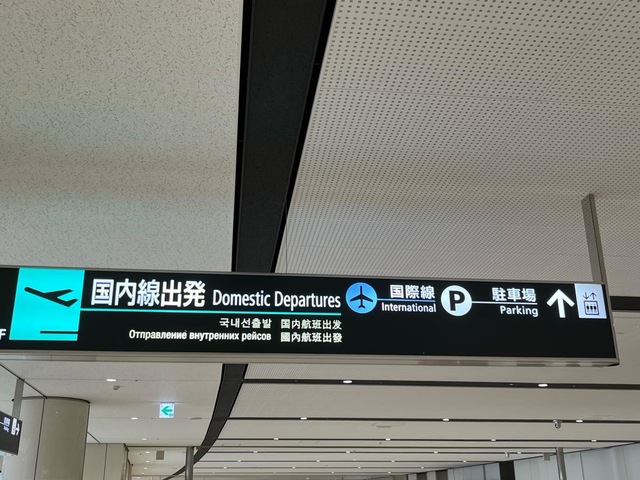 国内線出発 Domestic Departures
국내선출발 国内航班出发
Отправление внутренних рейсов 國內航班出發
国際線
International
P
駐車場
Parking
F